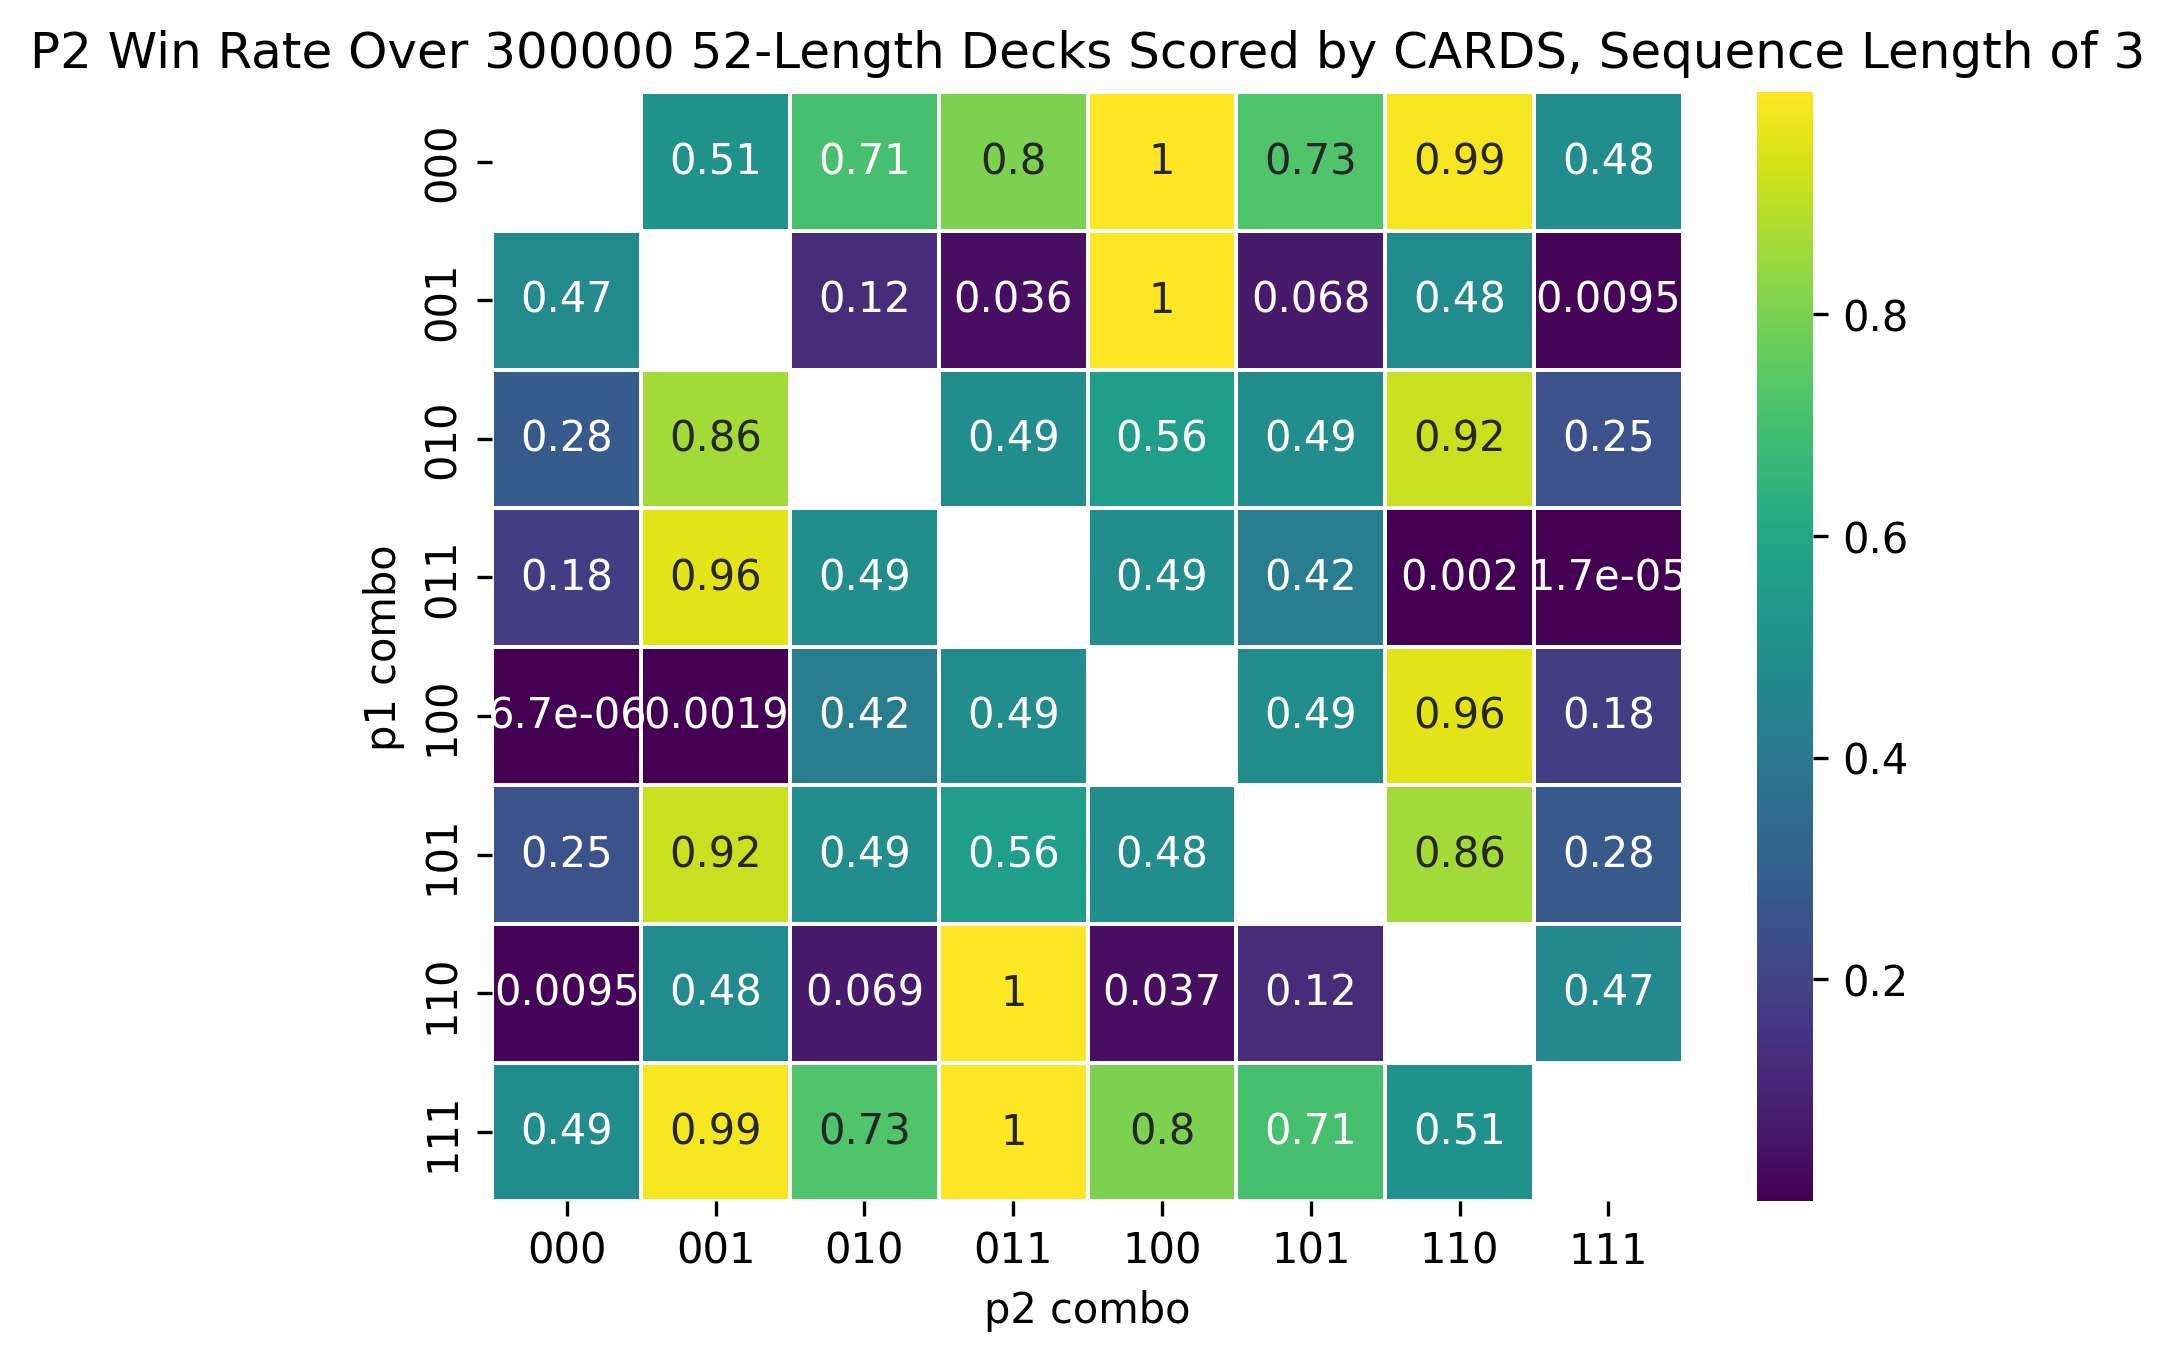 P2 Win Rate Over 300000 52-Length Decks Scored by CARDS, Sequence Length of 3
000 0.51 0.71 0.8 1 0.73 0.99 0.48
001 0.47 0.12 0.036 1 0.068 0.48 0.0095
0.8
010 0.28 0.86 0.49 0.56 0.49 0.92 0.25
0.6
011 0.18 0.96 0.49 0.49 0.42 0.002 1.7e-05
p1 combo
100 6.7e-06 0.0019 0.42 0.49 0.49 0.96 0.18
0.4
101 0.25 0.92 0.49 0.56 0.48 0.86 0.28
110 0.0095 0.48 0.069 1 0.037 0.12 0.47
0.2
111 0.49 0.99 0.73 1 0.8 0.71 0.51
000 001 010 011 100 101 110 111
p2 combo